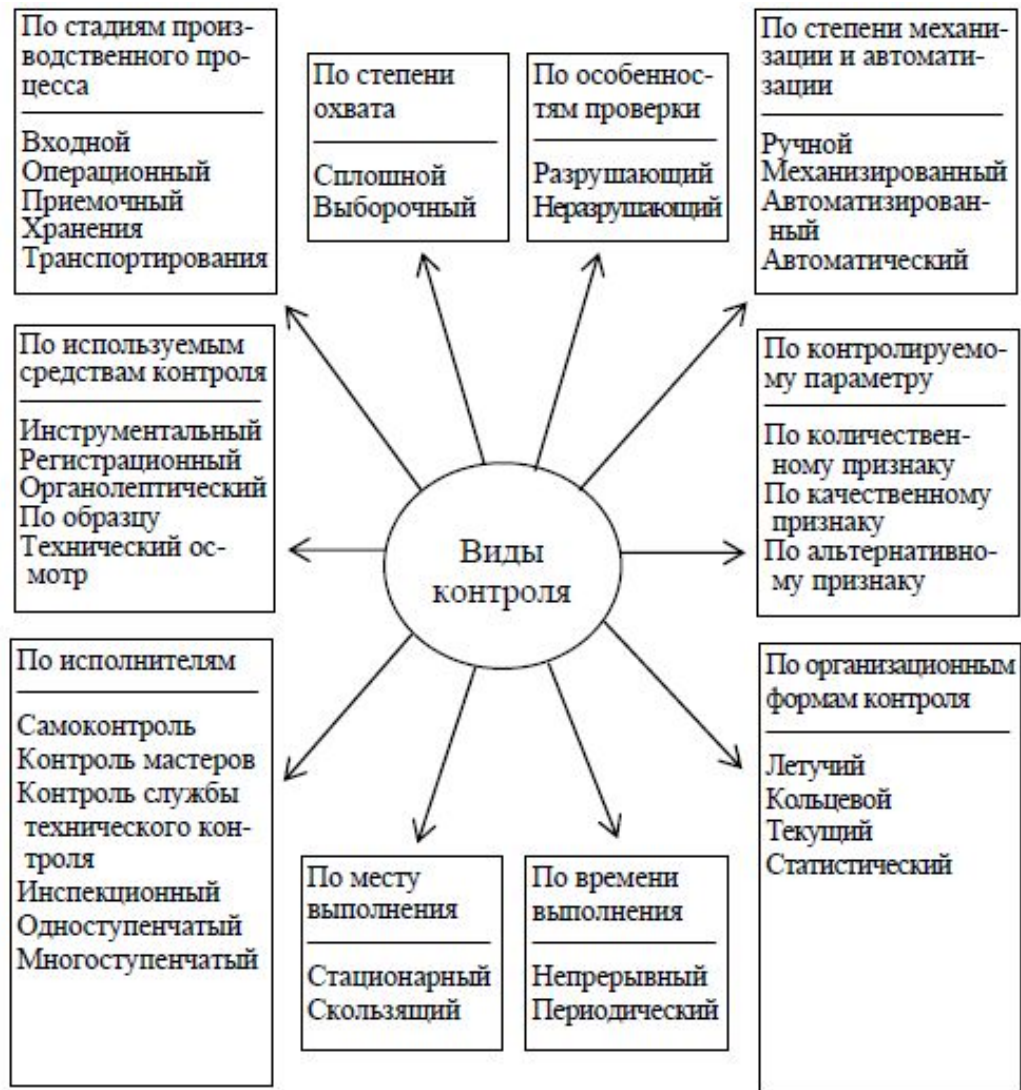 По стадиям произ-
водственного про-
цесса
Входной
Операционный
Приемочный
Хранения
Транспортирования
По степени
охвата
Сплошной
Выборочный
По особеннос-
тям проверки
Разрушающий
Неразрушающий
По степени механи-
зации и автомати-
зации
Ручной
Механизированный
Автоматизирован-
ный
Автоматический
По используемым
средствам контроля
Инструментальный
Регистрационный
Органолептический
По образцу
Технический ос-
мотр
Виды
контроля
По контролируемо-
му параметру
По количествен-
ному признаку
По качественному
признаку
По альтернативно-
му признаку
По исполнителям
Самоконтроль
Контроль мастеров
Контроль службы
технического кон-
троля
Инспекционный
Одноступенчатый
Многоступенчатый
По месту
выполнения
Стационарный
Скользящий
По времени
выполнения
Непрерывный
Периодический
По организационным
формам контроля
Летучий
Кольцевой
Текущий
Статистический